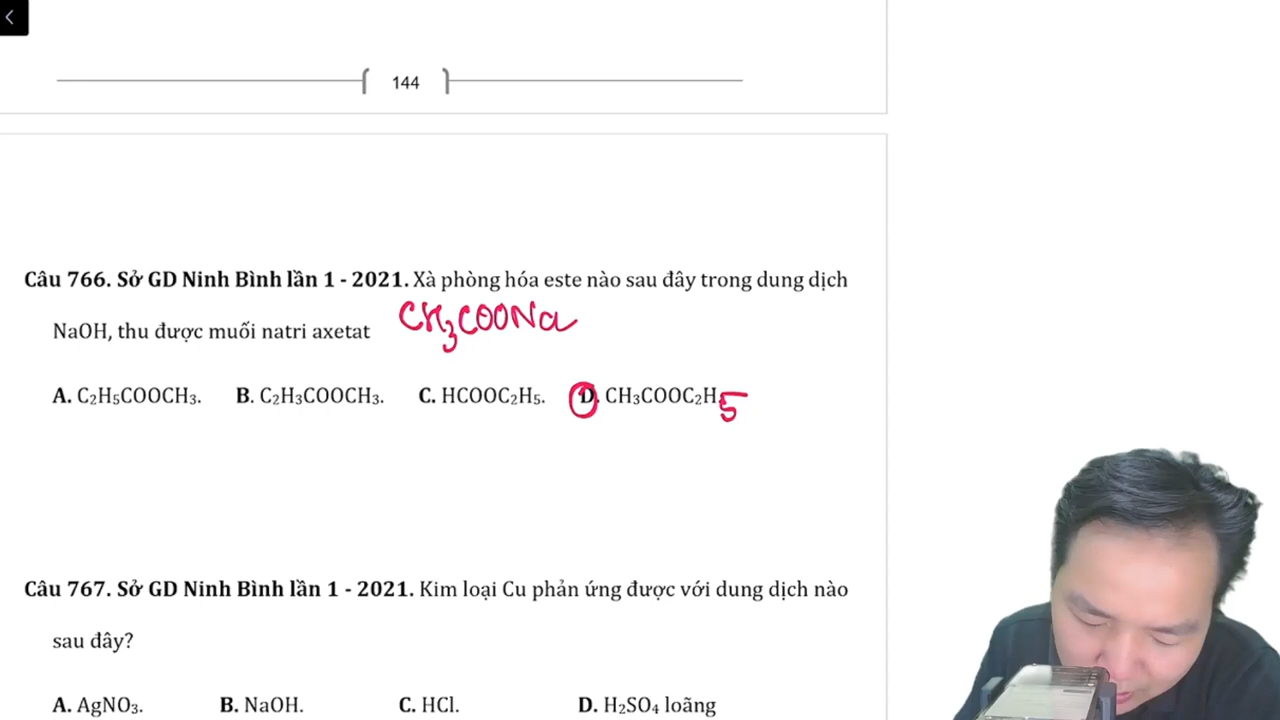 144
Câu 766. Sở GD Ninh Bình lần 1 - 2021. Xà phòng hóa este nào sau đây trong dung dịch
NaOH, thu được muối natri axetat CH₃COONa
A. C₂H₅COOCH₃. B. C₂H₃COOCH₃. C. HCOOC₂H₅. D. CH₃COOC₂H5
Câu 767. Sở GD Ninh Bình lần 1 - 2021. Kim loại Cu phản ứng được với dung dịch nào
sau đây?
A. AgNO₃. B. NaOH. C. HCl. D. H₂SO₄ loãng